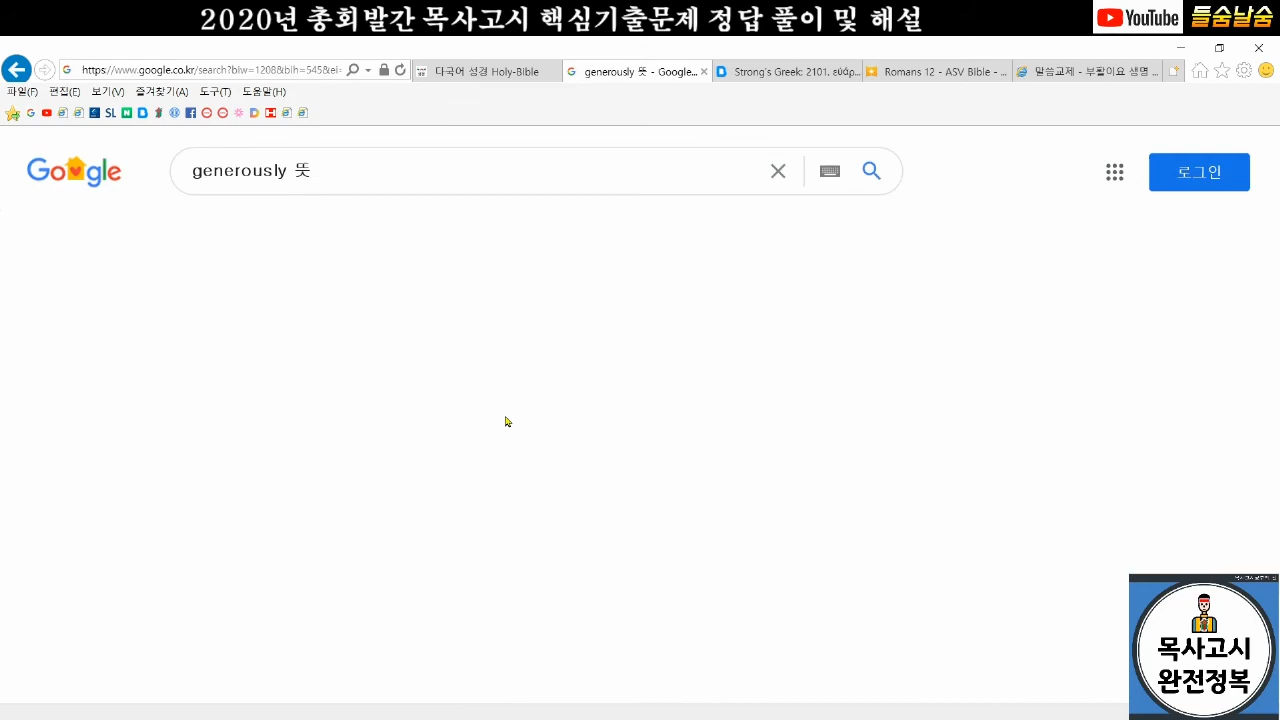 2020년 총회발간 목사고시 핵심기출문제 정답 풀이 및 해설
YouTube 들숨날숨
https://www.google.co.kr/search?biw=1208&bih=545&ei=
다국어 성경 Holy-Bible
generously 뜻 - Google...
Strong's Greek: 2101. εὐάρ...
Romans 12 - ASV Bible - ...
말씀교제 - 부활이요 생명 ...
파일(F) 편집(E) 보기(V) 즐겨찾기(A) 도구(T) 도움말(H)
SL
Google
generously 뜻
로그인
목사고시
완전정복